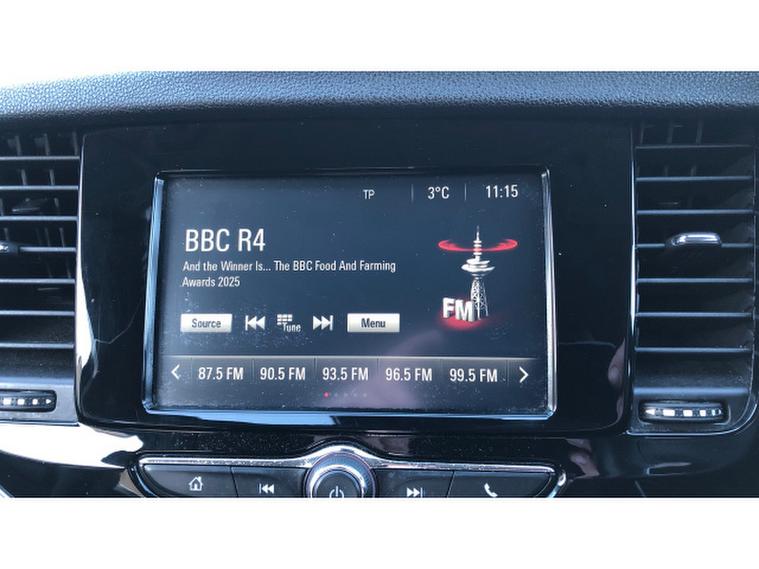 TP 3°C 11:15
BBC R4
And the Winner Is... The BBC Food And Farming
Awards 2025
FM
Source Tune Menu
87.5 FM 90.5 FM 93.5 FM 96.5 FM 99.5 FM